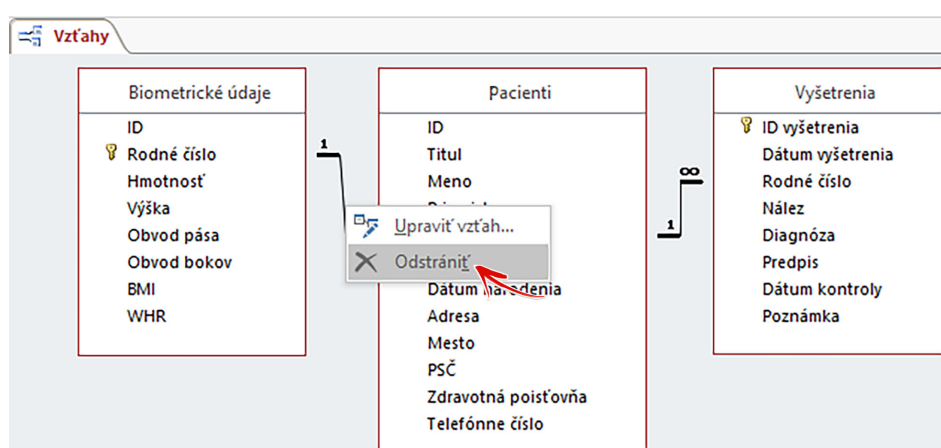 Vzťahy
Biometrické údaje
ID
Rodné číslo
Hmotnosť
Výška
Obvod pása
Obvod bokov
BMI
WHR
1
Pacienti
ID
Titul
Meno
Upraviť vzťah...
Odstrániť
Dátum narodenia
Adresa
Mesto
PSČ
Zdravotná poisťovňa
Telefónne číslo
∞
1
Vyšetrenia
ID vyšetrenia
Dátum vyšetrenia
Rodné číslo
Nález
Diagnóza
Predpis
Dátum kontroly
Poznámka